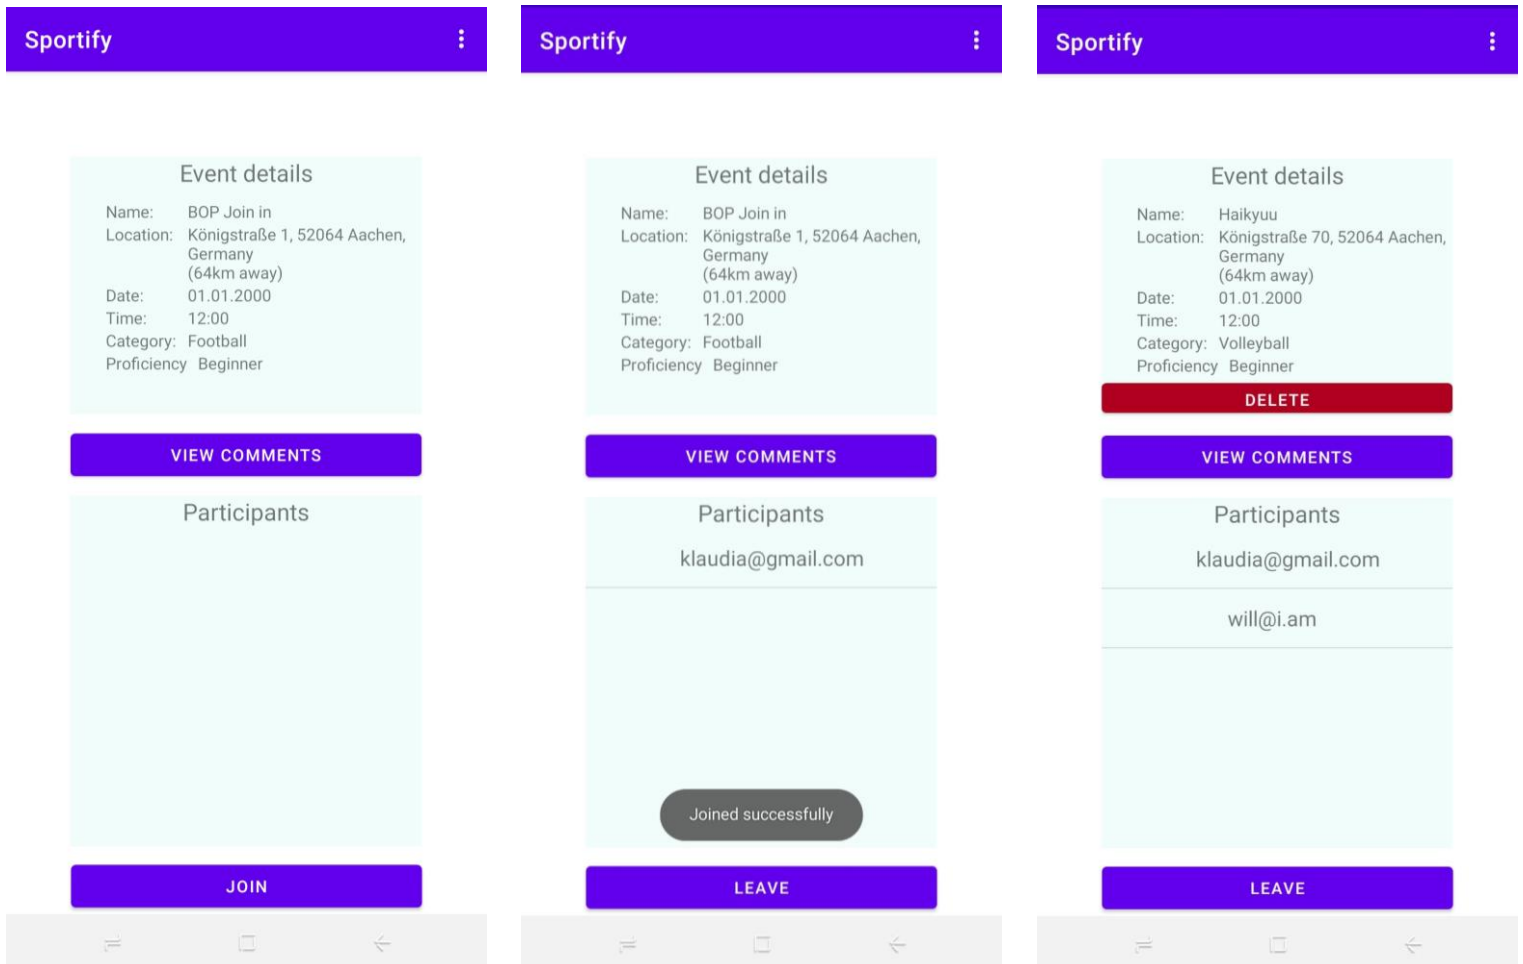 Sportify
Event details
Name: BOP Join in
Location: Königstraße 1, 52064 Aachen,
Germany
(64km away)
Date: 01.01.2000
Time: 12:00
Category: Football
Proficiency Beginner
VIEW COMMENTS
Participants
JOIN
Sportify
Event details
Name: BOP Join in
Location: Königstraße 1, 52064 Aachen,
Germany
(64km away)
Date: 01.01.2000
Time: 12:00
Category: Football
Proficiency Beginner
VIEW COMMENTS
Participants
klaudia@gmail.com
Joined successfully
LEAVE
Sportify
Event details
Name: Haikyuu
Location: Königstraße 70, 52064 Aachen,
Germany
(64km away)
Date: 01.01.2000
Time: 12:00
Category: Volleyball
Proficiency Beginner
DELETE
VIEW COMMENTS
Participants
klaudia@gmail.com
will@i.am
LEAVE